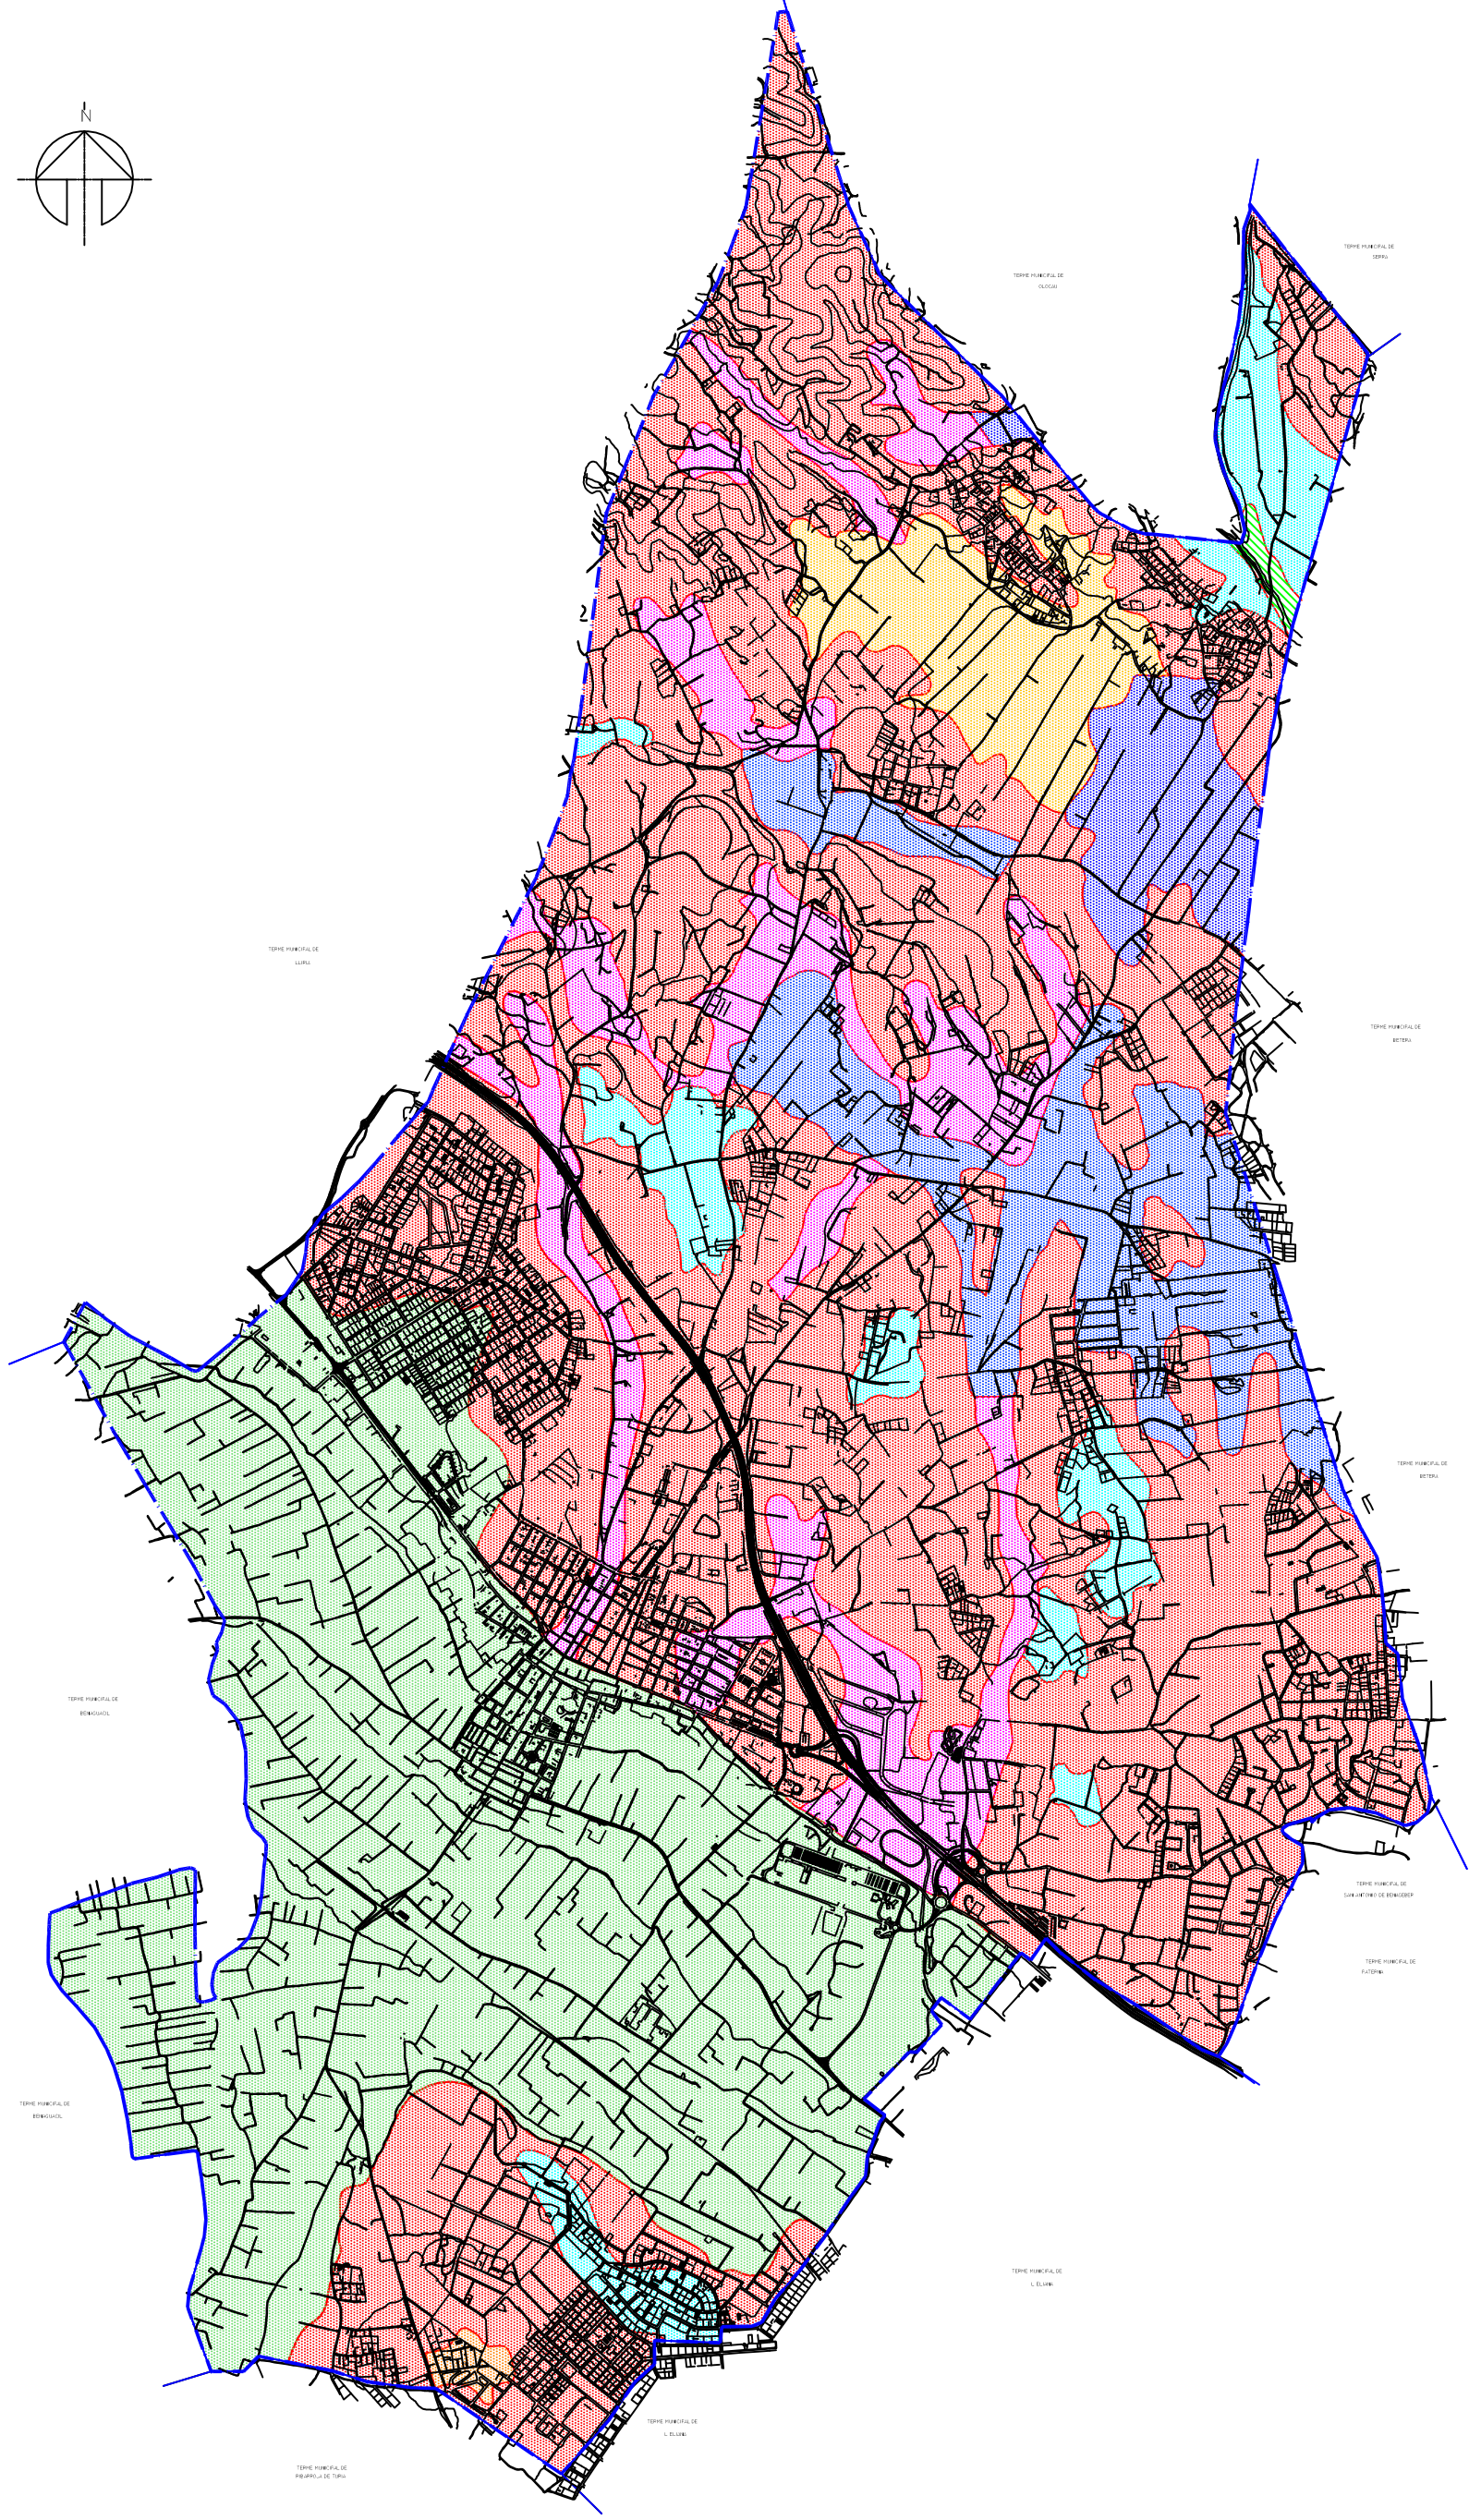 N
TERME MUNICIPAL DE
SERRA
TERME MUNICIPAL DE
OLOCAU
TERME MUNICIPAL DE
LLIRIA
TERME MUNICIPAL DE
BETERA
TERME MUNICIPAL DE
BETERA
TERME MUNICIPAL DE
BENAGUACIL
TERME MUNICIPAL DE
SAN ANTONIO DE BENAGEBER
TERME MUNICIPAL DE
PATERNA
TERME MUNICIPAL DE
BENAGUACIL
TERME MUNICIPAL DE
L´ELIANA
TERME MUNICIPAL DE
L´ELIANA
TERME MUNICIPAL DE
RIBARROJA DE TURIA